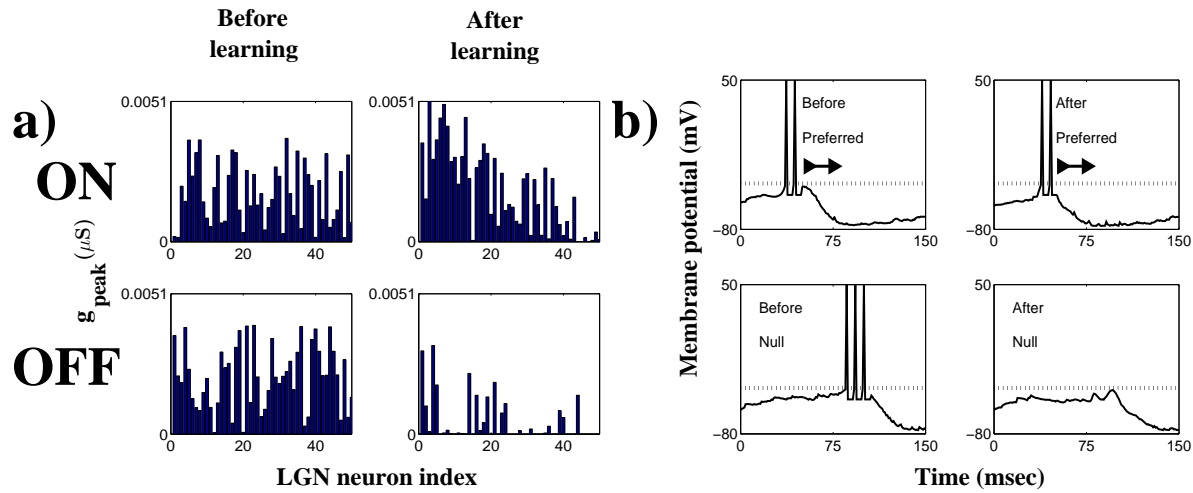 Before
learning
After
learning
a)
ON
OFF
g peak (μS)
0.0051
0
0 20 40
0.0051
0
0 20 40
0.0051
0
0 20 40
0.0051
0
0 20 40
LGN neuron index
b)
Membrane potential (mV)
50
Before
Preferred
−80
0 75 150
50
After
Preferred
−80
0 75 150
50
Before
Null
−80
0 75 150
50
After
Null
−80
0 75 150
Time (msec)